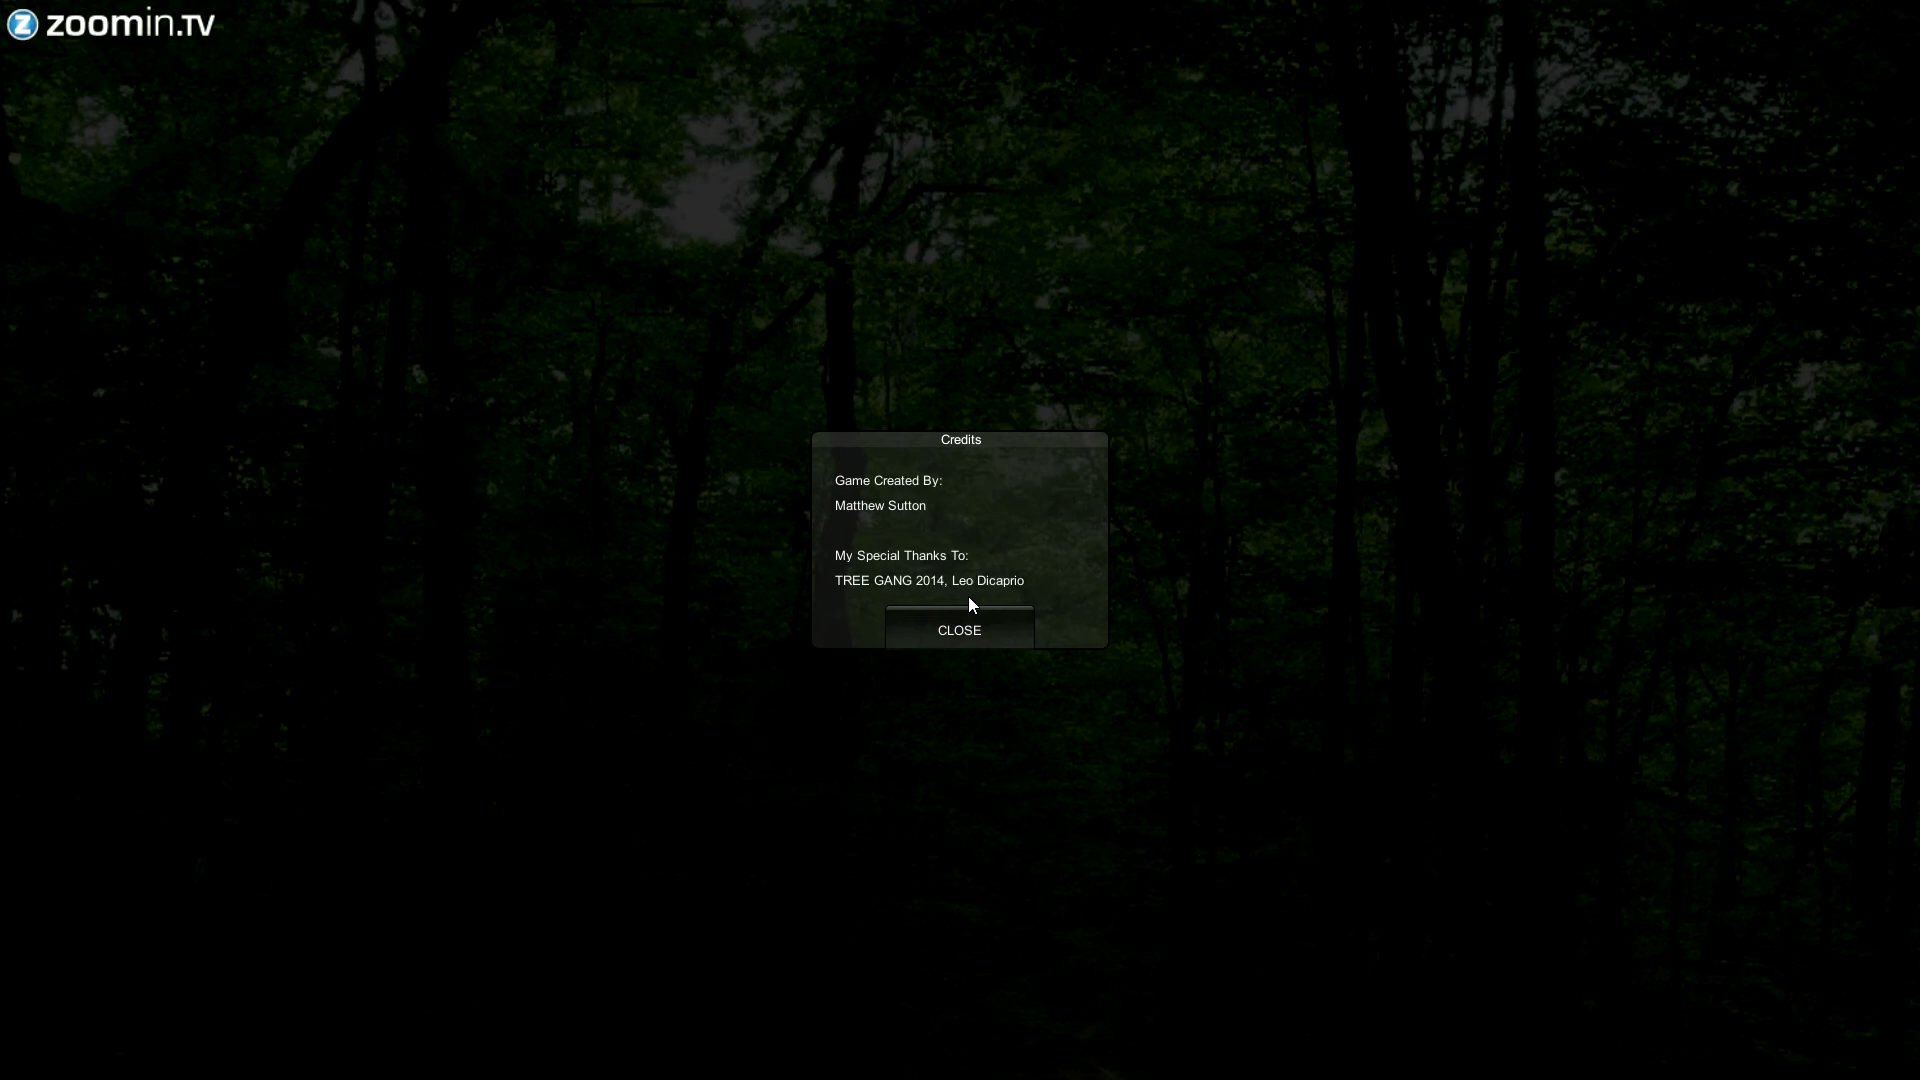 zoomin.TV
Credits
Game Created By:
Matthew Sutton
My Special Thanks To:
TREE GANG 2014, Leo Dicaprio
CLOSE